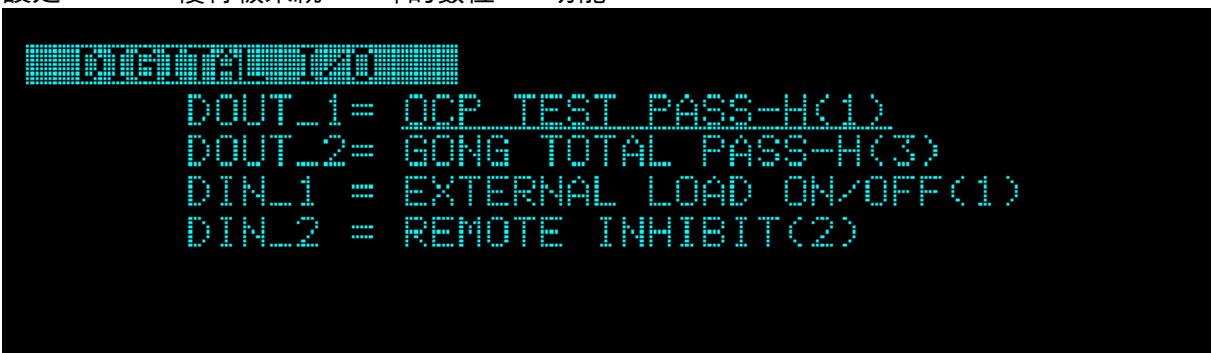 DIGITAL I/O
DOUT_1= OCP TEST PASS-H(1)
DOUT_2= GONG TOTAL PASS-H(3)
DIN_1 = EXTERNAL LOAD ON/OFF(1)
DIN_2 = REMOTE INHIBIT(2)